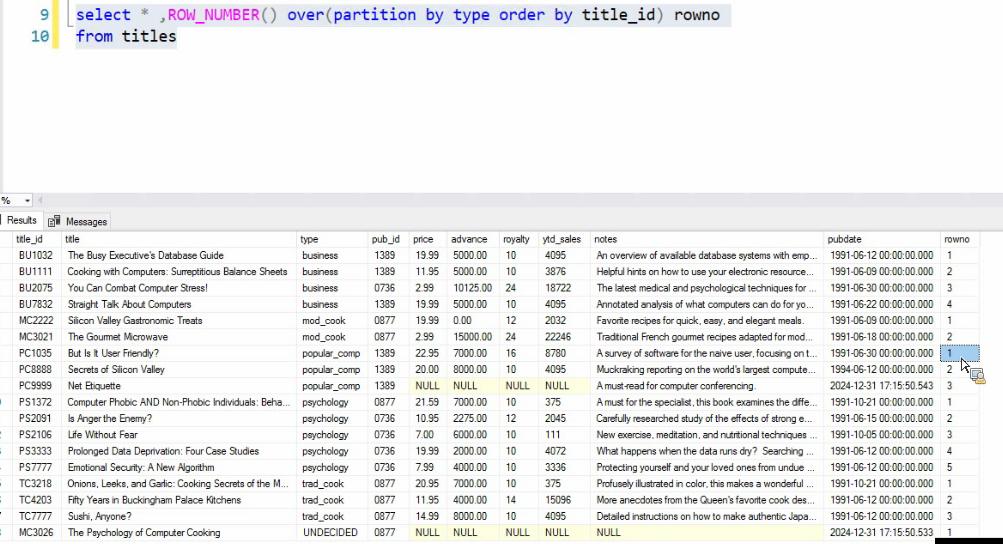 9 select * ,ROW_NUMBER() over(partition by type order by title_id) rowno
10 from titles
%
Results Messages
title_id title type pub_id price advance royalty ytd_sales notes pubdate rowno
BU1032 The Busy Executive's Database Guide business 1389 19.99 5000.00 10 4095 An overview of available database systems with emp... 1991-06-12 00:00:00.000 1
BU1111 Cooking with Computers: Surreptitious Balance Sheets business 1389 11.95 5000.00 10 3876 Helpful hints on how to use your electronic resource... 1991-06-09 00:00:00.000 2
BU2075 You Can Combat Computer Stress! business 0736 2.99 10125.00 24 18722 The latest medical and psychological techniques for ... 1991-06-30 00:00:00.000 3
BU7832 Straight Talk About Computers business 1389 19.99 5000.00 10 4095 Annotated analysis of what computers can do for yo... 1991-06-22 00:00:00.000 4
MC2222 Silicon Valley Gastronomic Treats mod_cook 0877 19.99 0.00 12 2032 Favorite recipes for quick, easy, and elegant meals. 1991-06-09 00:00:00.000 1
MC3021 The Gourmet Microwave mod_cook 0877 2.99 15000.00 24 22246 Traditional French gourmet recipes adapted for mod... 1991-06-18 00:00:00.000 2
PC1035 But Is It User Friendly? popular_comp 1389 22.95 7000.00 16 8780 A survey of software for the naive user, focusing on t... 1991-06-30 00:00:00.000 1
PC8888 Secrets of Silicon Valley popular_comp 1389 20.00 8000.00 10 4095 Muckraking reporting on the world's largest compute... 1994-06-12 00:00:00.000 2
PC9999 Net Etiquette popular_comp 1389 NULL NULL NULL NULL A must-read for computer conferencing. 2024-12-31 17:15:50.543 3
PS1372 Computer Phobic AND Non-Phobic Individuals: Beha... psychology 0877 21.59 7000.00 10 375 A must for the specialist, this book examines the diffe... 1991-10-21 00:00:00.000 1
PS2091 Is Anger the Enemy? psychology 0736 10.95 2275.00 12 2045 Carefully researched study of the effects of strong e... 1991-06-15 00:00:00.000 2
PS2106 Life Without Fear psychology 0736 7.00 6000.00 10 111 New exercise, meditation, and nutritional techniques ... 1991-10-05 00:00:00.000 3
PS3333 Prolonged Data Deprivation: Four Case Studies psychology 0736 19.99 2000.00 10 4072 What happens when the data runs dry? Searching ... 1991-06-12 00:00:00.000 4
PS7777 Emotional Security: A New Algorithm psychology 0736 7.99 4000.00 10 3336 Protecting yourself and your loved ones from undue ... 1991-06-12 00:00:00.000 5
TC3218 Onions, Leeks, and Garlic: Cooking Secrets of the M... trad_cook 0877 20.95 7000.00 10 375 Profusely illustrated in color, this makes a wonderful ... 1991-10-21 00:00:00.000 1
TC4203 Fifty Years in Buckingham Palace Kitchens trad_cook 0877 11.95 4000.00 14 15096 More anecdotes from the Queen's favorite cook des... 1991-06-12 00:00:00.000 2
TC7777 Sushi, Anyone? trad_cook 0877 14.99 8000.00 10 4095 Detailed instructions on how to make authentic Japa... 1991-06-12 00:00:00.000 3
MC3026 The Psychology of Computer Cooking UNDECIDED 0877 NULL NULL NULL NULL NULL 2024-12-31 17:15:50.533 1